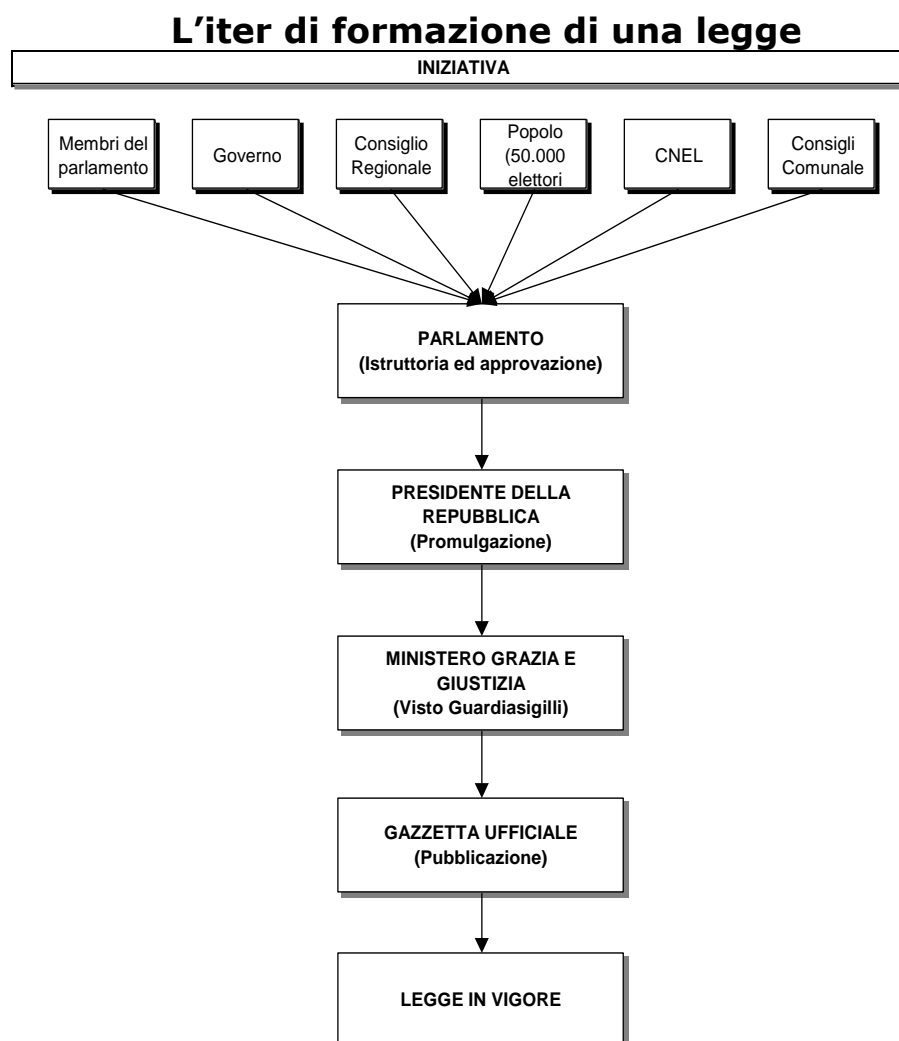 L'iter di formazione di una legge
INIZIATIVA
Membri del
parlamento
Governo
Consiglio
Regionale
Popolo
(50.000
elettori
CNEL
Consigli
Comunale
PARLAMENTO
(Istruttoria ed approvazione)
PRESIDENTE DELLA
REPUBBLICA
(Promulgazione)
MINISTERO GRAZIA E
GIUSTIZIA
(Visto Guardiasigilli)
GAZZETTA UFFICIALE
(Pubblicazione)
LEGGE IN VIGORE